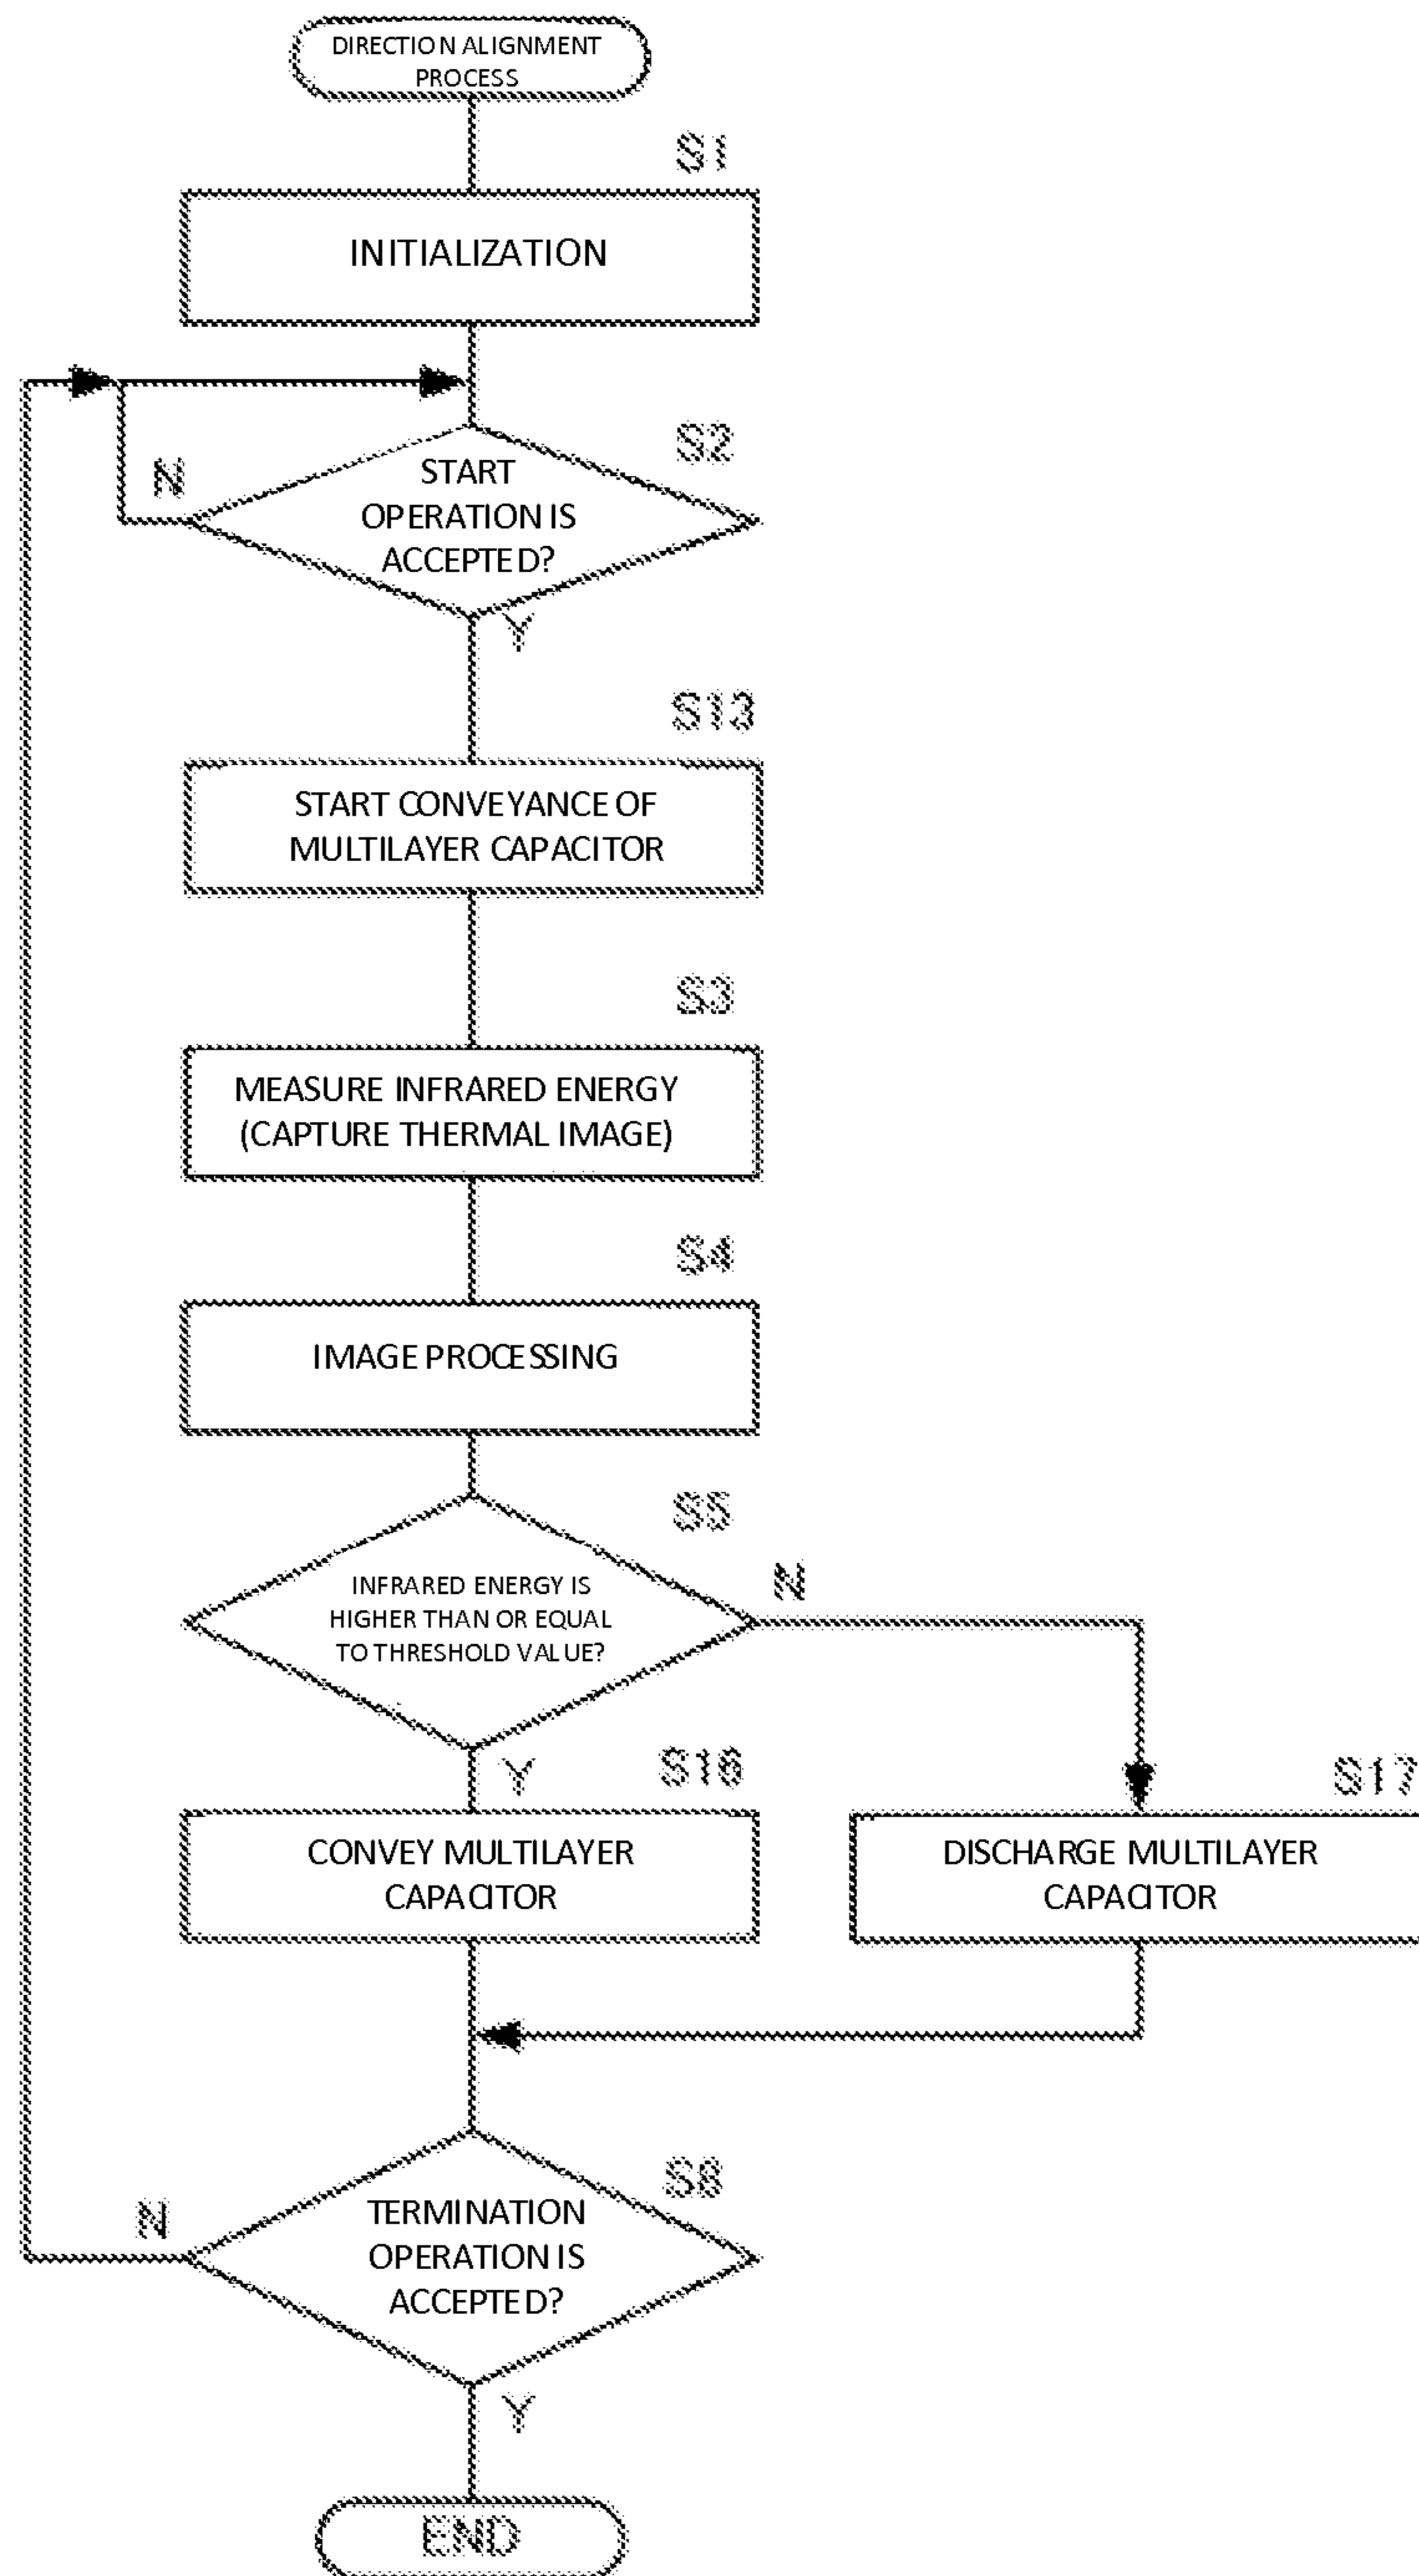 DIRECTION ALIGNMENT
PROCESS
S1
INITIALIZATION
S2
N
START
OPERATION IS
ACCEPTED?
Y
S13
START CONVEYANCE OF
MULTILAYER CAPACITOR
S3
MEASURE INFRARED ENERGY
(CAPTURE THERMAL IMAGE)
S4
IMAGE PROCESSING
S5
N
INFRARED ENERGY IS
HIGHER THAN OR EQUAL
TO THRESHOLD VALUE?
Y
S16
S17
CONVEY MULTILAYER
CAPACITOR
DISCHARGE MULTILAYER
CAPACITOR
S8
N
TERMINATION
OPERATION IS
ACCEPTED?
Y
END